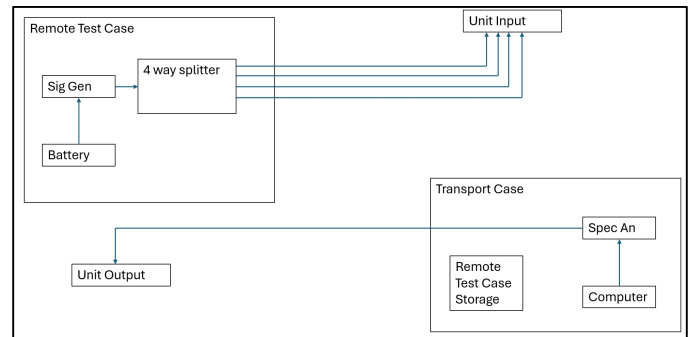 Remote Test Case
Unit Input
4 way splitter
Sig Gen
Battery
Transport Case
Spec An
Unit Output
Remote
Test Case
Storage
Computer